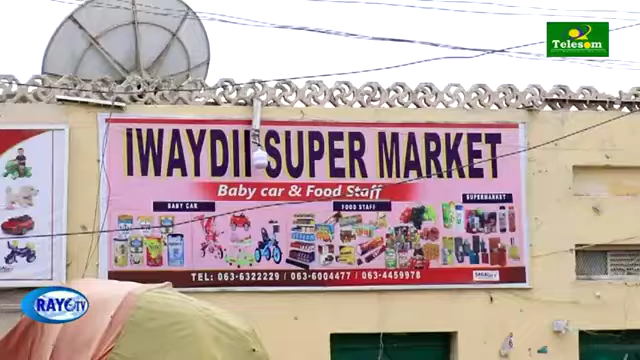 Telesom
IWAYDII SUPER MARKET
Baby car & Food Staff
BABY CAR
FOOD STAFF
SUPERMARKET
TEL: 063-6322229 / 063-6004477 / 063-4459978
RAYO TV